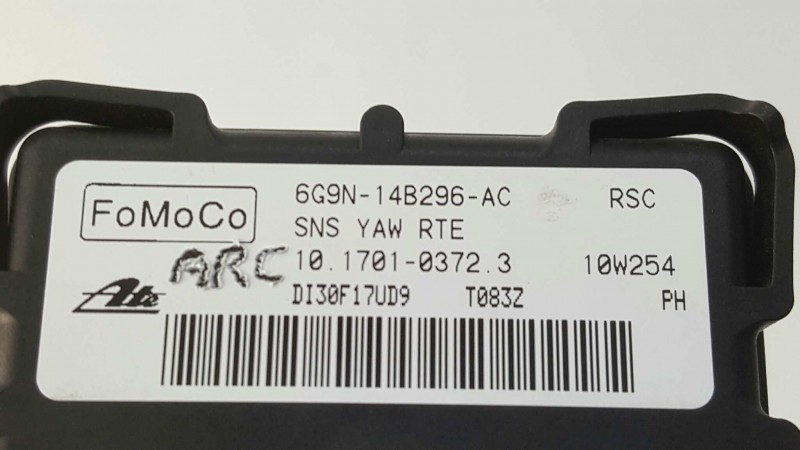 FoMoCo 6G9N-14B296-AC RSC
SNS YAW RTE
ARC 10.1701-0372.3 10W254
Ate DI30F17UD9 T083Z PH